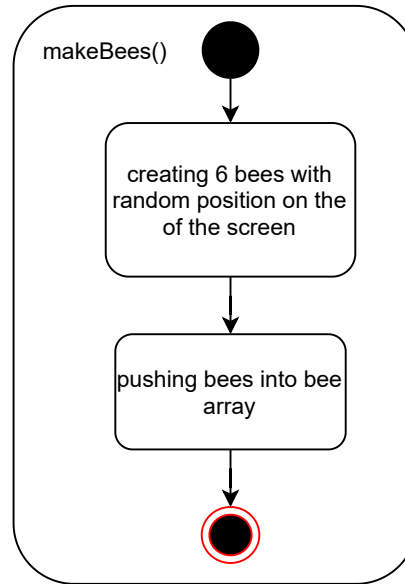 makeBees()
creating 6 bees with
random position on the
of the screen
pushing bees into bee
array